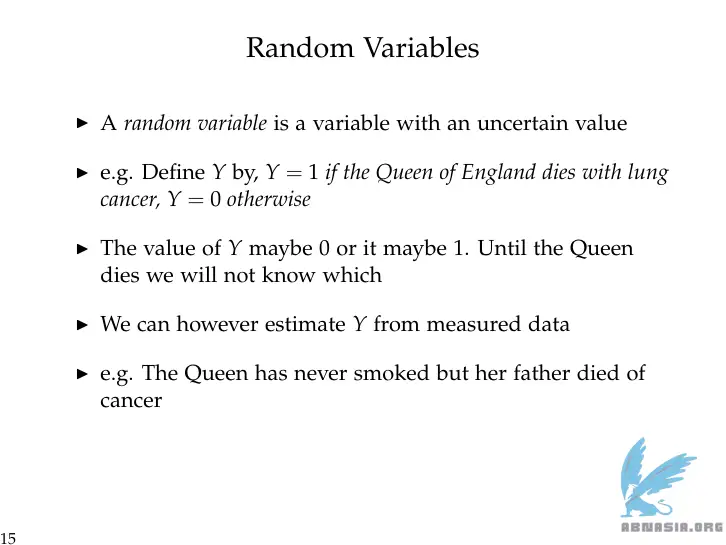 Random Variables
▶ A random variable is a variable with an uncertain value
▶ e.g. Define Y by, Y = 1 if the Queen of England dies with lung
cancer, Y = 0 otherwise
▶ The value of Y maybe 0 or it maybe 1. Until the Queen
dies we will not know which
▶ We can however estimate Y from measured data
▶ e.g. The Queen has never smoked but her father died of
cancer
ABNASIA.ORG
15